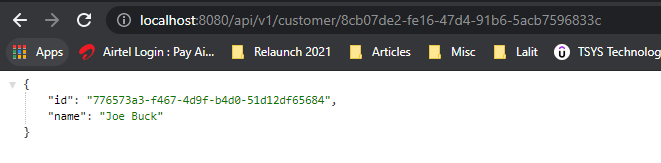 localhost:8080/api/v1/customer/8cb07de2-fe16-47d4-91b6-5acb7596833c
Apps Airtel Login : Pay Ai... Relaunch 2021 Articles Misc Lalit TSYS Technolog
{
"id": "776573a3-f467-4d9f-b4d0-51d12df65684",
"name": "Joe Buck"
}